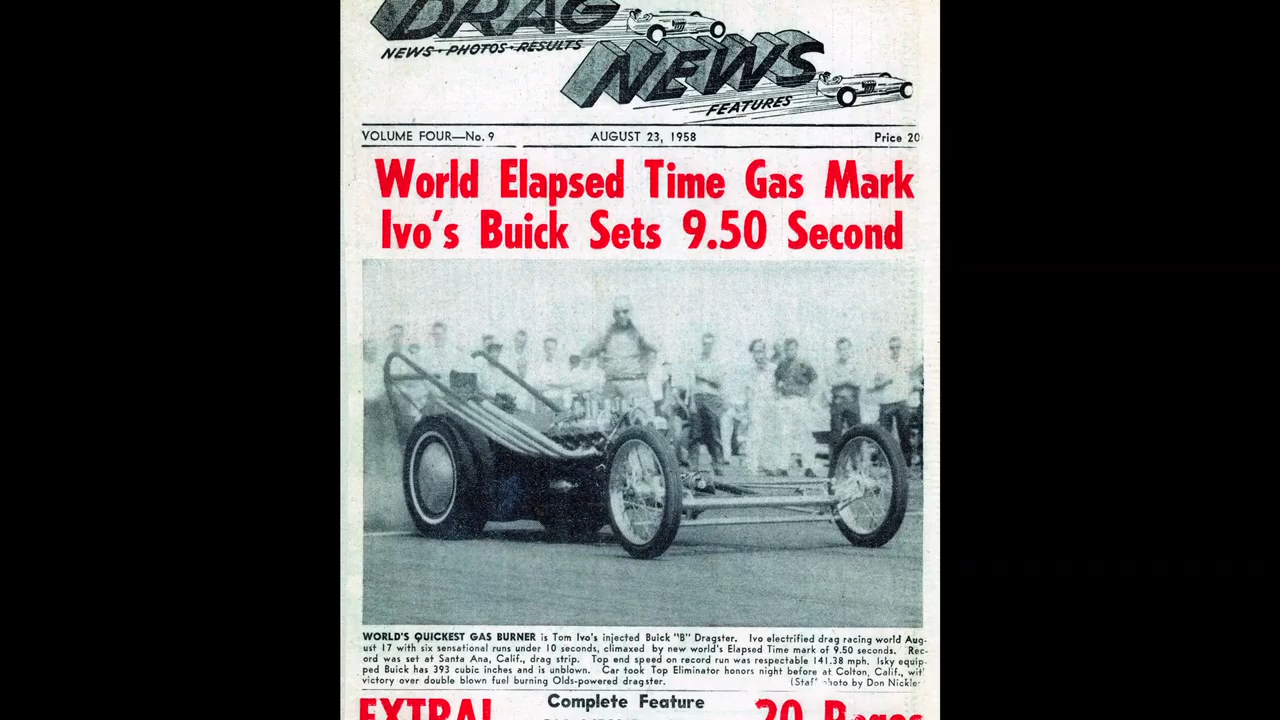 DRAG
NEWS • PHOTOS • RESULTS
NEWS
FEATURES
VOLUME FOUR—No. 9 AUGUST 23, 1958 Price 20
World Elapsed Time Gas Mark
Ivo's Buick Sets 9.50 Second
WORLD'S QUICKEST GAS BURNER is Tom Ivo's injected Buick "B" Dragster. Ivo electrified drag racing world Aug-
ust 17 with six sensational runs under 10 seconds, climaxed by new world's Elapsed Time mark of 9.50 seconds. Rec-
ord was set at Santa Ana, Calif., drag strip. Top end speed on record run was respectable 141.38 mph. Isky equip-
ped Buick has 393 cubic inches and is unblown. Car took Top Eliminator honors night before at Colton, Calif.,
victory over double blown fuel burning Olds-powered dragster. (Staff Photo by Don Nickles
EXTRA! Complete Feature 20 Pages